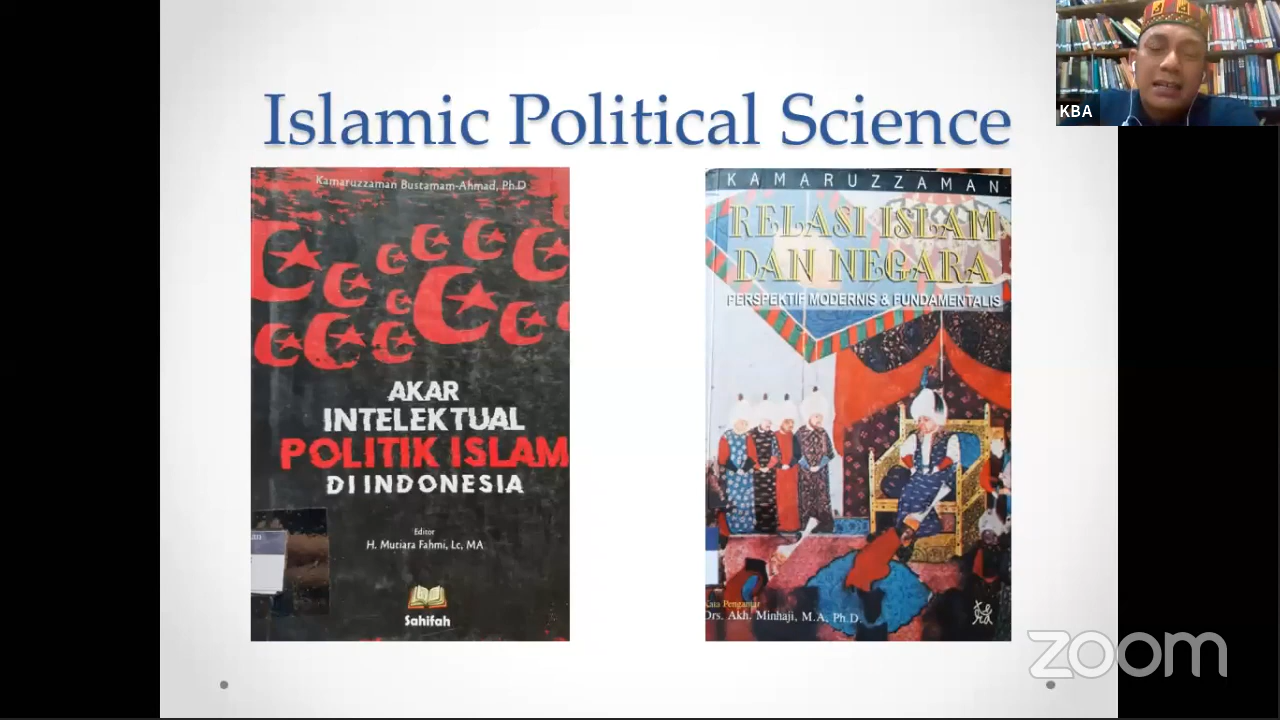 Islamic Political Science
KBA
Kamaruzzaman Bustamam-Ahmad, Ph.D
AKAR
INTELEKTUAL
POLITIK ISLAM
DI INDONESIA
Editor
H. Mutiara Fahmi, Lc, MA
Sahifah
KAMARUZZAMAN
RELASI ISLAM
DAN NEGARA
PERSPEKTIF MODERNIS & FUNDAMENTALIS
Kata Pengantar
Drs. Akh. Minhaji, M.A, Ph.D.
zoom